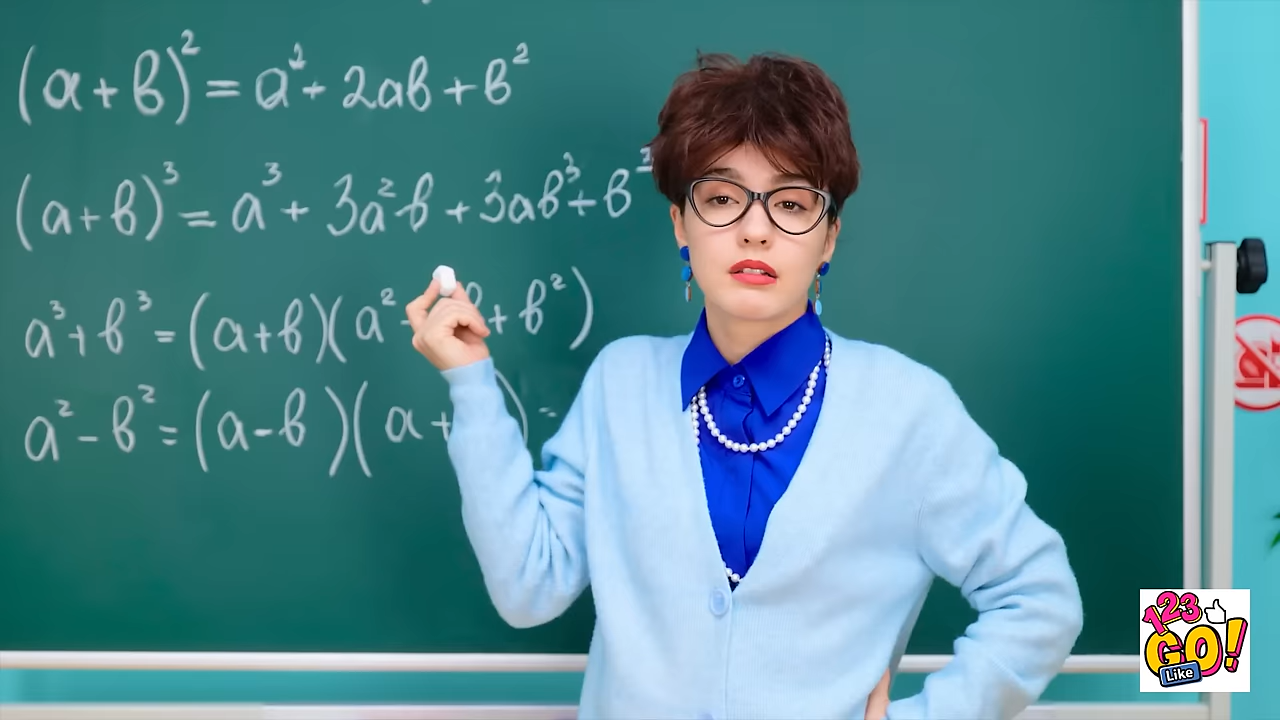 (a+b)² = a² + 2ab + b²
(a+b)³ = a³ + 3a²b + 3ab³ + b³
a³ + b³ = (a+b)(a² - b + b²)
a² - b² = (a-b)(a+ ) =
123
GO!
Like